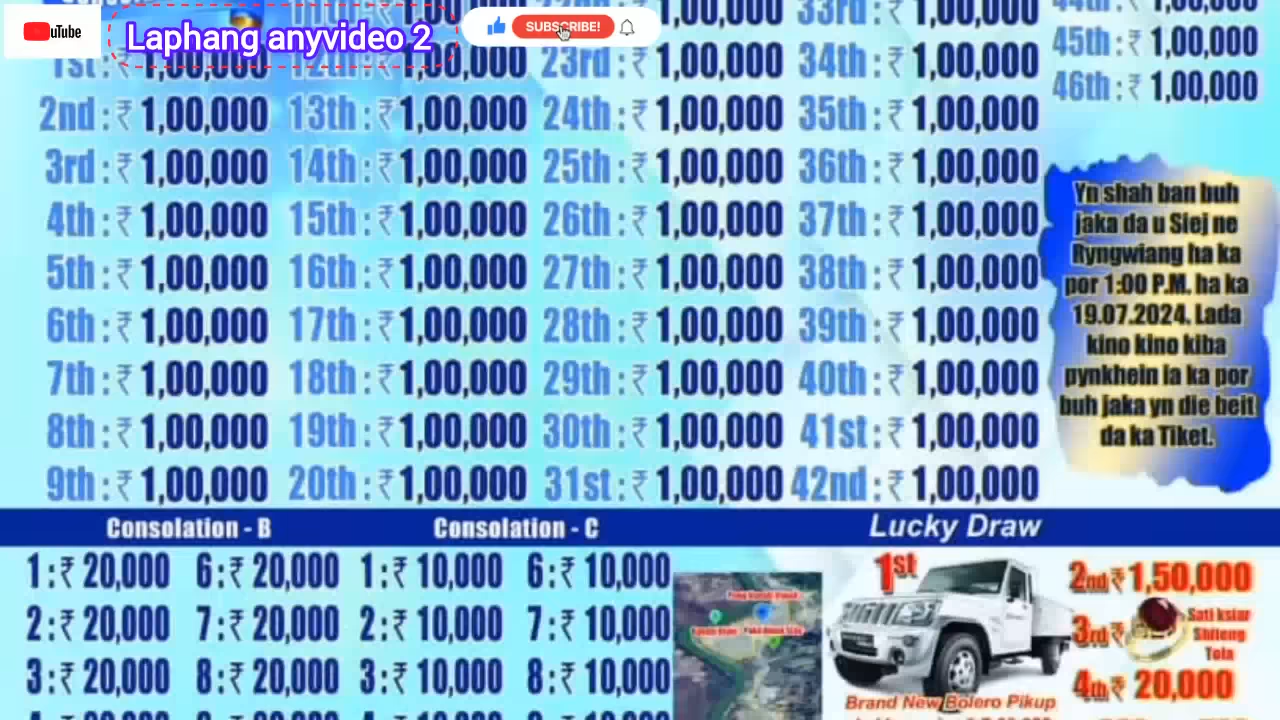 uTube
Laphang anyvideo 2
SUBSCRIBE!
11th : ₹ 1,00,000
33rd : ₹ 1,00,000
44th : ₹ 1,00,000
1st : ₹ 1,00,000 12th : ₹ 1,00,000 23rd : ₹ 1,00,000 34th : ₹ 1,00,000 45th : ₹ 1,00,000
2nd : ₹ 1,00,000 13th : ₹ 1,00,000 24th : ₹ 1,00,000 35th : ₹ 1,00,000 46th : ₹ 1,00,000
3rd : ₹ 1,00,000 14th : ₹ 1,00,000 25th : ₹ 1,00,000 36th : ₹ 1,00,000
4th : ₹ 1,00,000 15th : ₹ 1,00,000 26th : ₹ 1,00,000 37th : ₹ 1,00,000
5th : ₹ 1,00,000 16th : ₹ 1,00,000 27th : ₹ 1,00,000 38th : ₹ 1,00,000
6th : ₹ 1,00,000 17th : ₹ 1,00,000 28th : ₹ 1,00,000 39th : ₹ 1,00,000
7th : ₹ 1,00,000 18th : ₹ 1,00,000 29th : ₹ 1,00,000 40th : ₹ 1,00,000
8th : ₹ 1,00,000 19th : ₹ 1,00,000 30th : ₹ 1,00,000 41st : ₹ 1,00,000
9th : ₹ 1,00,000 20th : ₹ 1,00,000 31st : ₹ 1,00,000 42nd : ₹ 1,00,000
Yn shah ban buh
jaka da u Siej ne
Ryngwiang ha ka
por 1:00 P.M. ha ka
19.07.2024. Lada
kino kino kiba
pynkhein ia ka por
buh jaka yn die beit
da ka Tiket.
Consolation - B
1 : ₹ 20,000 6 : ₹ 20,000
2 : ₹ 20,000 7 : ₹ 20,000
3 : ₹ 20,000 8 : ₹ 20,000
Consolation - C
1 : ₹ 10,000 6 : ₹ 10,000
2 : ₹ 10,000 7 : ₹ 10,000
3 : ₹ 10,000 8 : ₹ 10,000
Lucky Draw
1st
Brand New Bolero Pikup
2nd ₹ 1,50,000
3rd ₹
Sati ksiar
Shiteng
Tola
4th ₹ 20,000